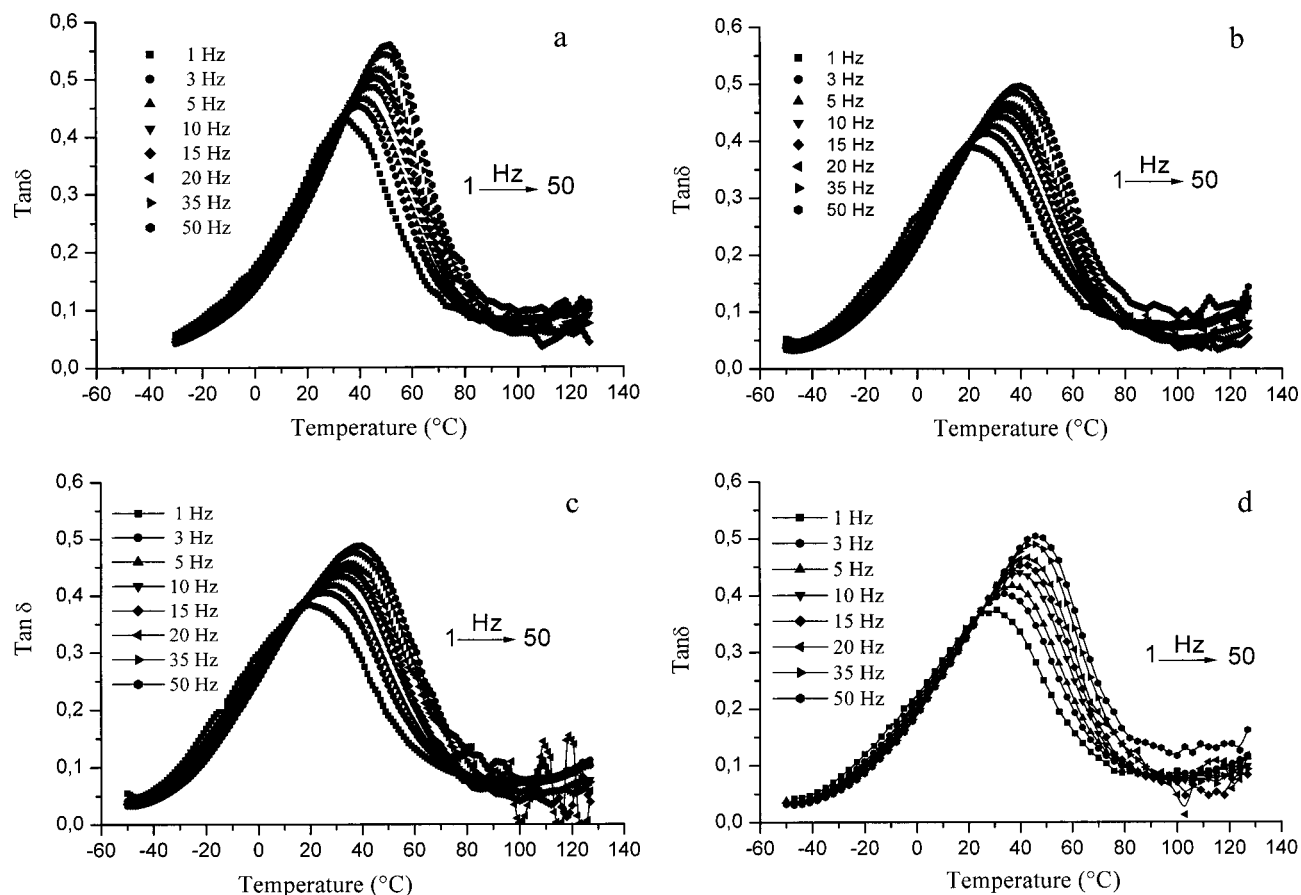 a
0,6
0,5
0,4
0,3
0,2
0,1
0,0
Tanδ
1 Hz
3 Hz
5 Hz
10 Hz
15 Hz
20 Hz
35 Hz
50 Hz
Hz
1 50
-60 -40 -20 0 20 40 60 80 100 120 140
Temperature (°C)
b
0,6
0,5
0,4
0,3
0,2
0,1
0,0
Tanδ
1 Hz
3 Hz
5 Hz
10 Hz
15 Hz
20 Hz
35 Hz
50 Hz
Hz
1 50
-60 -40 -20 0 20 40 60 80 100 120 140
Temperature (°C)
c
0,6
0,5
0,4
0,3
0,2
0,1
0,0
Tan δ
1 Hz
3 Hz
5 Hz
10 Hz
15 Hz
20 Hz
35 Hz
50 Hz
Hz
1 50
-60 -40 -20 0 20 40 60 80 100 120 140
Temperature (°C)
d
0,6
0,5
0,4
0,3
0,2
0,1
0,0
Tanδ
1 Hz
3 Hz
5 Hz
10 Hz
15 Hz
20 Hz
35 Hz
50 Hz
Hz
1 50
-60 -40 -20 0 20 40 60 80 100 120 140
Temperature (°C)